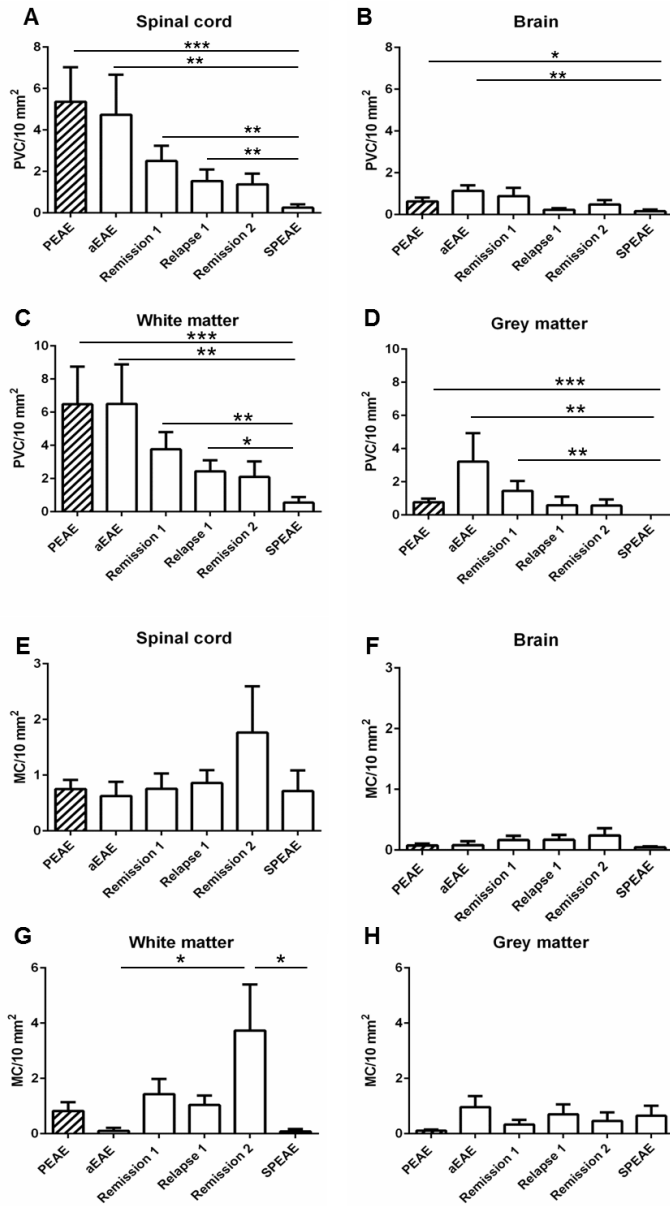 A
Spinal cord
PVC/10 mm²
8
6
4
2
0
***
**
**
**
PEAE
aEAE
Remission 1
Relapse 1
Remission 2
SPEAE
B
Brain
PVC/10 mm²
8
6
4
2
0
*
**
PEAE
aEAE
Remission 1
Relapse 1
Remission 2
SPEAE
C
White matter
PVC/10 mm²
10
8
6
4
2
0
***
**
**
*
PEAE
aEAE
Remission 1
Relapse 1
Remission 2
SPEAE
D
Grey matter
PVC/10 mm²
10
8
6
4
2
0
***
**
**
PEAE
aEAE
Remission 1
Relapse 1
Remission 2
SPEAE
E
Spinal cord
MC/10 mm²
3
2
1
0
PEAE
aEAE
Remission 1
Relapse 1
Remission 2
SPEAE
F
Brain
MC/10 mm²
3
2
1
0
PEAE
aEAE
Remission 1
Relapse 1
Remission 2
SPEAE
G
White matter
MC/10 mm²
6
4
2
0
*
*
PEAE
aEAE
Remission 1
Relapse 1
Remission 2
SPEAE
H
Grey matter
MC/10 mm²
6
4
2
0
PEAE
aEAE
Remission 1
Relapse 1
Remission 2
SPEAE